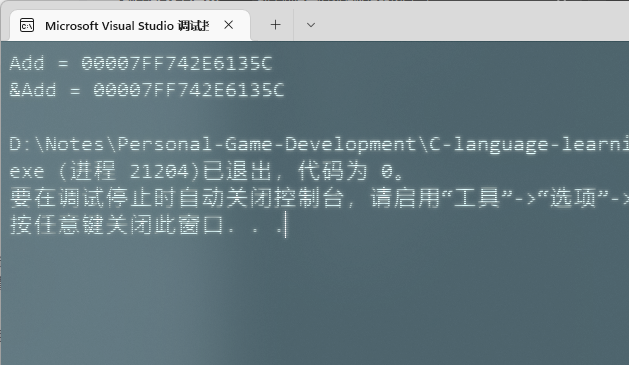 Microsoft Visual Studio 调试
Add = 00007FF742E6135C
&Add = 00007FF742E6135C
D:\Notes\Personal-Game-Development\C-language-learni
exe (进程 21204)已退出，代码为 0。
要在调试停止时自动关闭控制台，请启用“工具”->“选项”->
按任意键关闭此窗口. . .